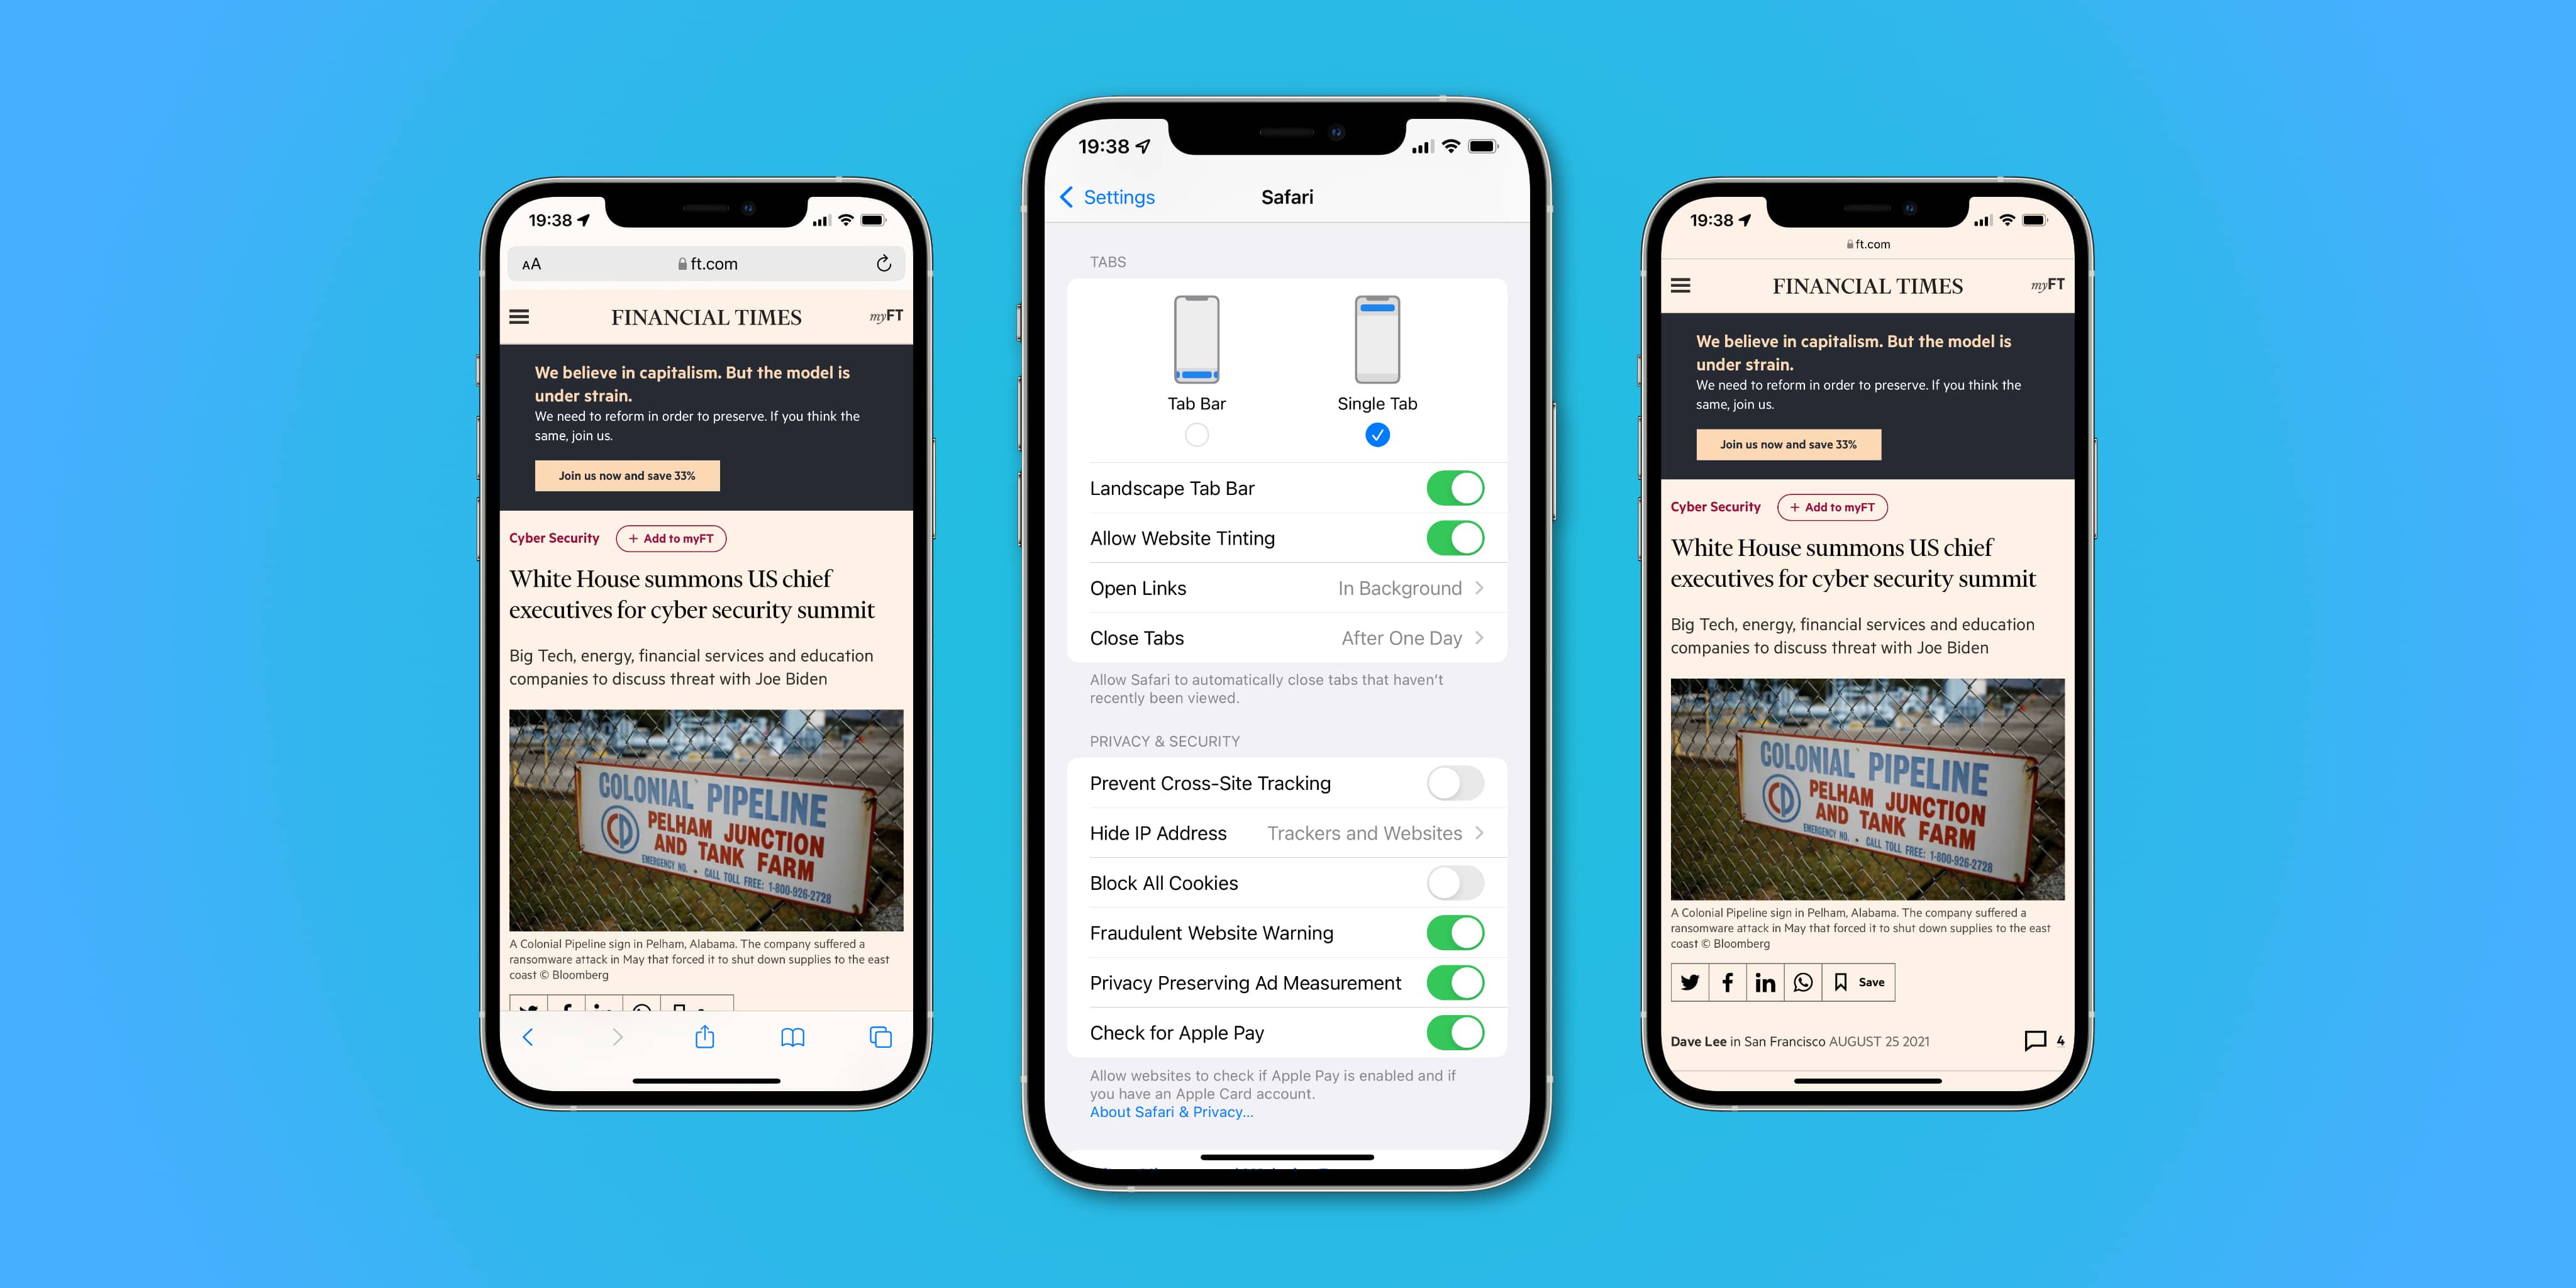 19:38
AA ft.com
FINANCIAL TIMES myFT
We believe in capitalism. But the model is
under strain.
We need to reform in order to preserve. If you think the
same, join us.
Join us now and save 33%
Cyber Security + Add to myFT
White House summons US chief
executives for cyber security summit
Big Tech, energy, financial services and education
companies to discuss threat with Joe Biden
COLONIAL PIPELINE
CP PELHAM JUNCTION
AND TANK FARM
EMERGENCY NO. • CALL TOLL FREE: 1-800-926-2728
A Colonial Pipeline sign in Pelham, Alabama. The company suffered a
ransomware attack in May that forced it to shut down supplies to the east
coast © Bloomberg
19:38
Settings Safari
TABS
Tab Bar Single Tab
Landscape Tab Bar
Allow Website Tinting
Open Links In Background
Close Tabs After One Day
Allow Safari to automatically close tabs that haven't
recently been viewed.
PRIVACY & SECURITY
Prevent Cross-Site Tracking
Hide IP Address Trackers and Websites
Block All Cookies
Fraudulent Website Warning
Privacy Preserving Ad Measurement
Check for Apple Pay
Allow websites to check if Apple Pay is enabled and if
you have an Apple Card account.
About Safari & Privacy...
19:38
ft.com
FINANCIAL TIMES myFT
We believe in capitalism. But the model is
under strain.
We need to reform in order to preserve. If you think the
same, join us.
Join us now and save 33%
Cyber Security + Add to myFT
White House summons US chief
executives for cyber security summit
Big Tech, energy, financial services and education
companies to discuss threat with Joe Biden
COLONIAL PIPELINE
CP PELHAM JUNCTION
AND TANK FARM
EMERGENCY NO. • CALL TOLL FREE: 1-800-926-2728
A Colonial Pipeline sign in Pelham, Alabama. The company suffered a
ransomware attack in May that forced it to shut down supplies to the east
coast © Bloomberg
f in Save
Dave Lee in San Francisco AUGUST 25 2021 4